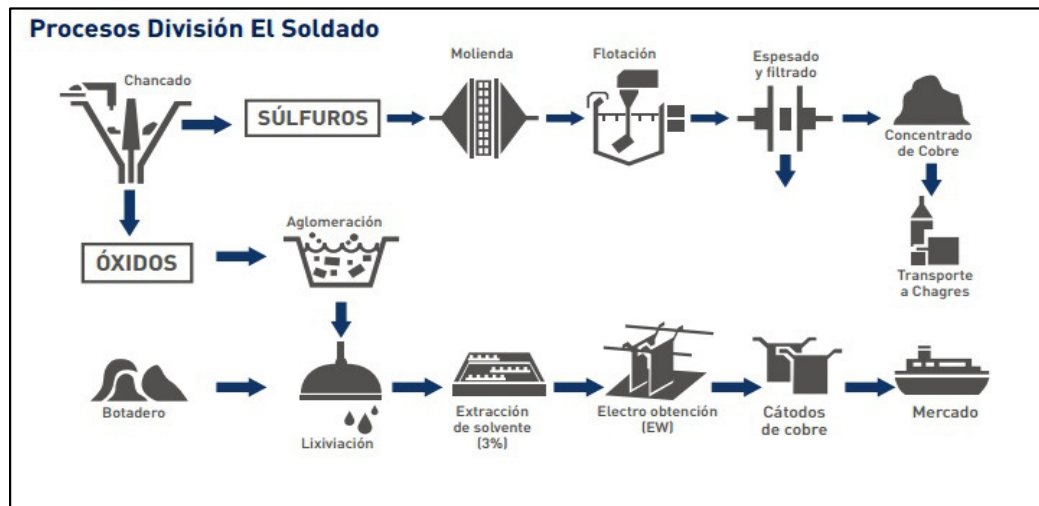 Procesos División El Soldado
Chancado
SÚLFUROS
Molienda
Flotación
Espesado
y filtrado
Concentrado
de Cobre
Transporte
a Chagres
ÓXIDOS
Aglomeración
Botadero
Lixiviación
Extracción
de solvente
(3%)
Electro obtención
(EW)
Cátodos
de cobre
Mercado